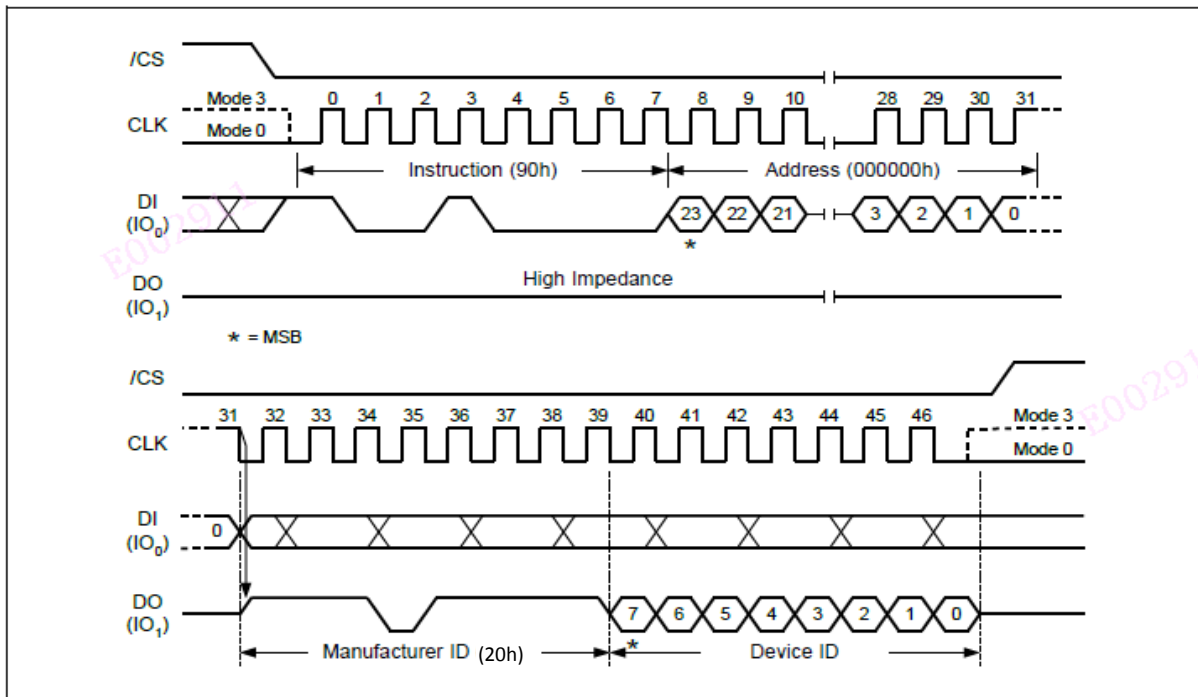 /CS
Mode 3 0 1 2 3 4 5 6 7 8 9 10 28 29 30 31
CLK
Mode 0
Instruction (90h) Address (000000h)
DI
(IO0) 23 22 21 3 2 1 0
*
E002911
DO High Impedance
(IO1)
* = MSB
/CS
E00291
31 32 33 34 35 36 37 38 39 40 41 42 43 44 45 46 Mode 3
CLK
Mode 0
DI 0
(IO0)
DO 7 6 5 4 3 2 1 0
(IO1)
*
Manufacturer ID (20h) Device ID